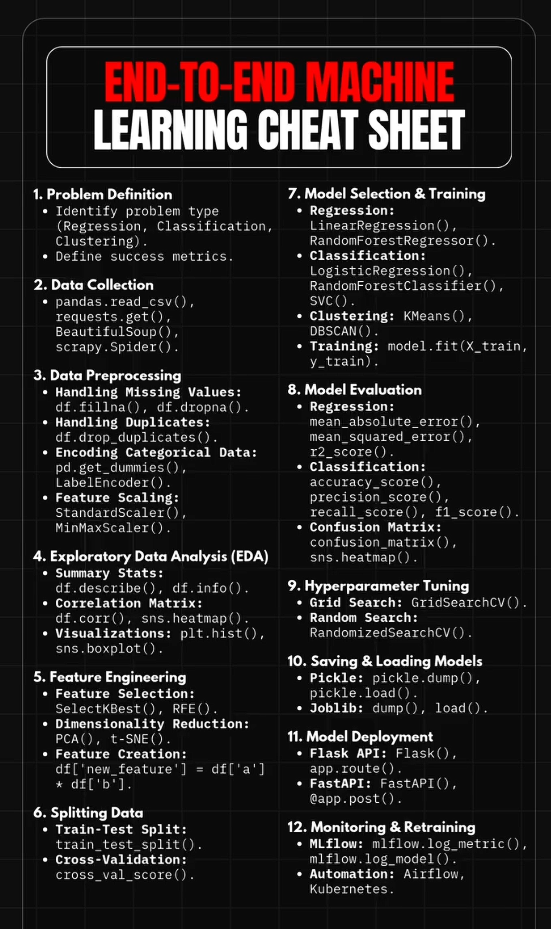 END-TO-END MACHINE
LEARNING CHEAT SHEET
1. Problem Definition
• Identify problem type
(Regression, Classification,
Clustering).
• Define success metrics.
2. Data Collection
• pandas.read_csv(),
requests.get(),
BeautifulSoup(),
scrapy.Spider().
3. Data Preprocessing
• Handling Missing Values:
df.fillna(), df.dropna().
• Handling Duplicates:
df.drop_duplicates().
• Encoding Categorical Data:
pd.get_dummies(),
LabelEncoder().
• Feature Scaling:
StandardScaler(),
MinMaxScaler().
4. Exploratory Data Analysis (EDA)
• Summary Stats:
df.describe(), df.info().
• Correlation Matrix:
df.corr(), sns.heatmap().
• Visualizations: plt.hist(),
sns.boxplot().
5. Feature Engineering
• Feature Selection:
SelectKBest(), RFE().
• Dimensionality Reduction:
PCA(), t-SNE().
• Feature Creation:
df['new_feature'] = df['a']
* df['b'].
6. Splitting Data
• Train-Test Split:
train_test_split().
• Cross-Validation:
cross_val_score().
7. Model Selection & Training
• Regression:
LinearRegression(),
RandomForestRegressor().
• Classification:
LogisticRegression(),
RandomForestClassifier(),
SVC().
• Clustering: KMeans(),
DBSCAN().
• Training: model.fit(X_train,
y_train).
8. Model Evaluation
• Regression:
mean_absolute_error(),
mean_squared_error(),
r2_score().
• Classification:
accuracy_score(),
precision_score(),
recall_score(), f1_score().
• Confusion Matrix:
confusion_matrix(),
sns.heatmap().
9. Hyperparameter Tuning
• Grid Search: GridSearchCV().
• Random Search:
RandomizedSearchCV().
10. Saving & Loading Models
• Pickle: pickle.dump(),
pickle.load().
• Joblib: dump(), load().
11. Model Deployment
• Flask API: Flask(),
app.route().
• FastAPI: FastAPI(),
@app.post().
12. Monitoring & Retraining
• MLflow: mlflow.log_metric(),
mlflow.log_model().
• Automation: Airflow,
Kubernetes.